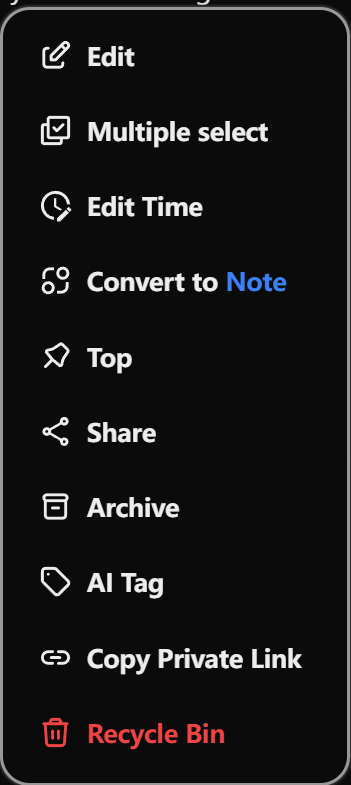 Edit
Multiple select
Edit Time
Convert to Note
Top
Share
Archive
AI Tag
Copy Private Link
Recycle Bin